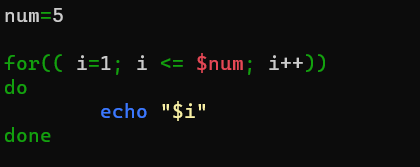 num=5
for(( i=1; i <= $num; i++))
do
echo "$i"
done